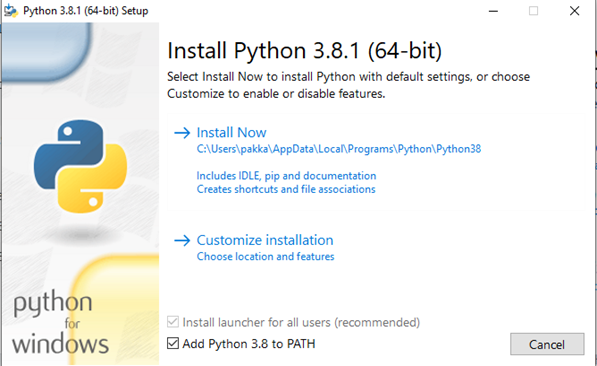 Python 3.8.1 (64-bit) Setup
Install Python 3.8.1 (64-bit)
Select Install Now to install Python with default settings, or choose
Customize to enable or disable features.
Install Now
C:\Users\pakka\AppData\Local\Programs\Python\Python38
Includes IDLE, pip and documentation
Creates shortcuts and file associations
Customize installation
Choose location and features
python
for
windows
Install launcher for all users (recommended)
Add Python 3.8 to PATH
Cancel